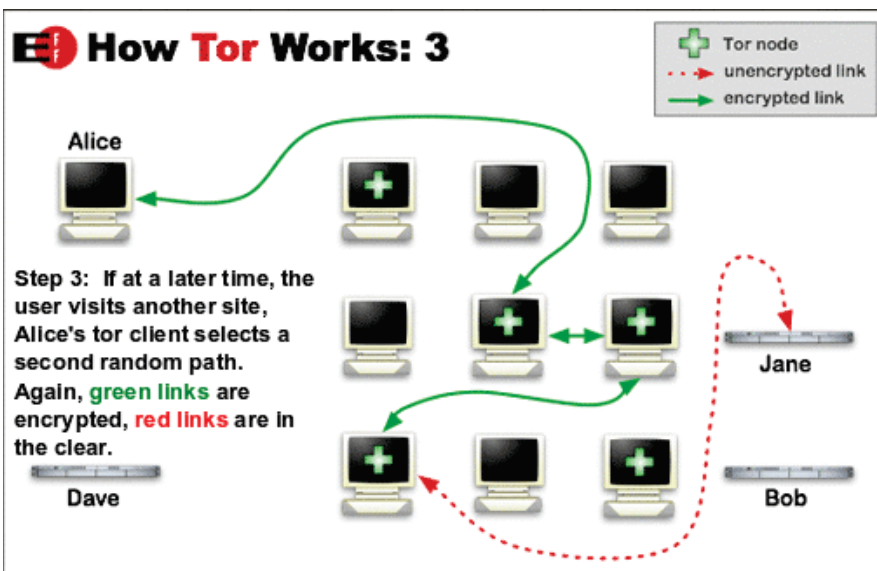 EFF How Tor Works: 3
Tor node
unencrypted link
encrypted link
Alice
Step 3: If at a later time, the
user visits another site,
Alice's tor client selects a
second random path.
Again, green links are
encrypted, red links are in
the clear.
Jane
Dave
Bob